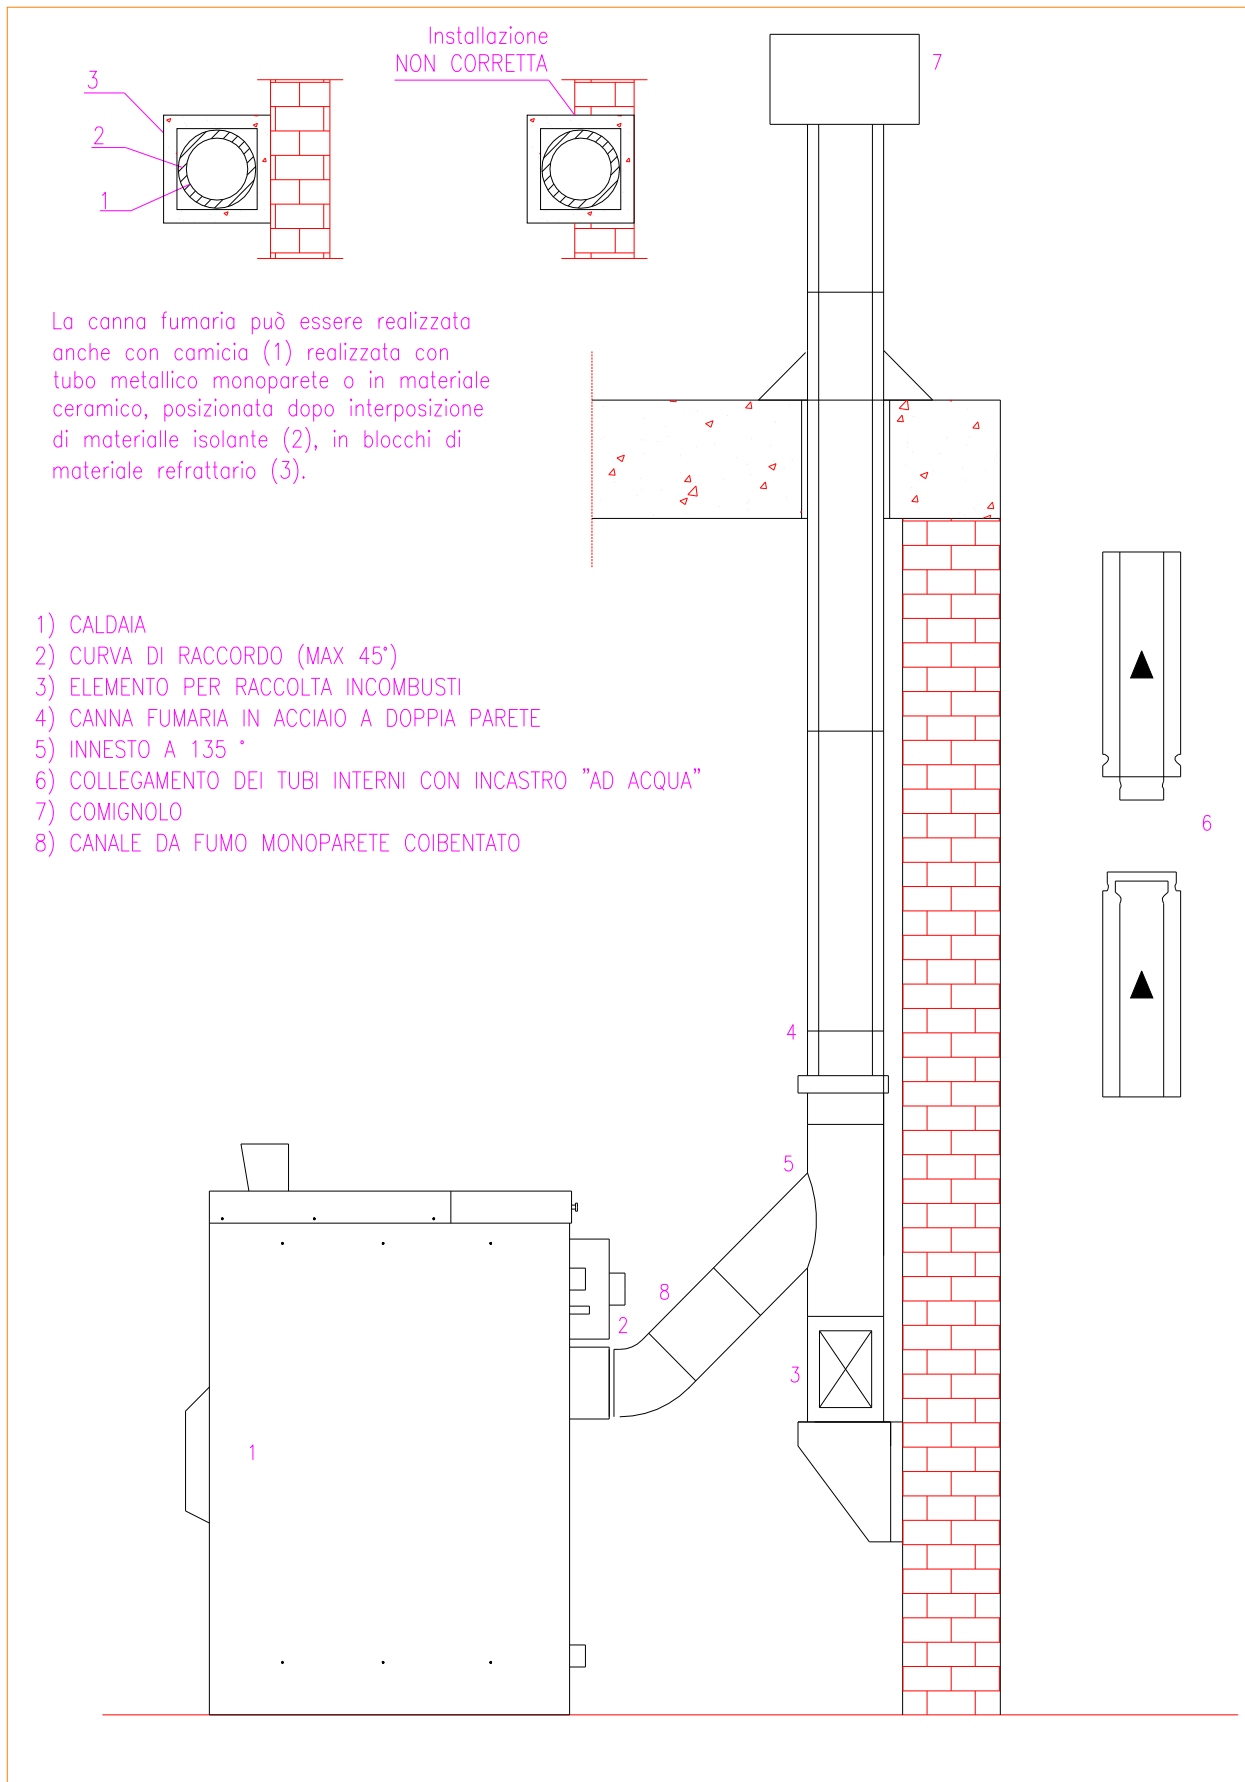 Installazione
NON CORRETTA
7
3
2
1
La canna fumaria può essere realizzata
anche con camicia (1) realizzata con
tubo metallico monoparete o in materiale
ceramico, posizionata dopo interposizione
di materialle isolante (2), in blocchi di
materiale refrattario (3).
1) CALDAIA
2) CURVA DI RACCORDO (MAX 45°)
3) ELEMENTO PER RACCOLTA INCOMBUSTI
4) CANNA FUMARIA IN ACCIAIO A DOPPIA PARETE
5) INNESTO A 135 °
6) COLLEGAMENTO DEI TUBI INTERNI CON INCASTRO "AD ACQUA"
7) COMIGNOLO
8) CANALE DA FUMO MONOPARETE COIBENTATO
6
4
5
8
2
3
1